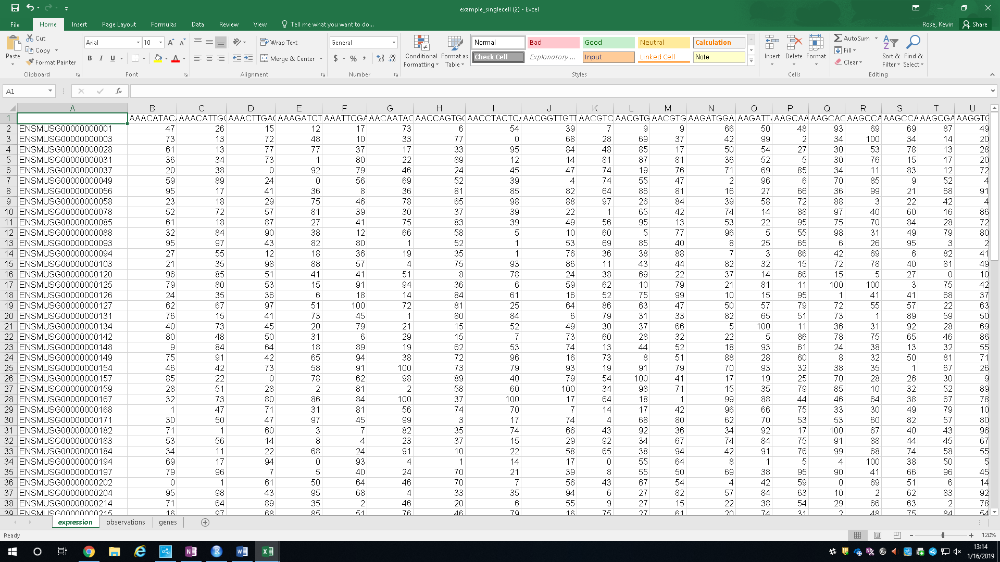 example_singlecell (2) - Excel
File Home Insert Page Layout Formulas Data Review View Tell me what you want to do... Rose, Kevin Share
Paste Cut Copy Format Painter Clipboard
Arial 10 B I U Font
Wrap Text Merge & Center Alignment
General $ % , Number
Conditional Formatting Format as Table
Normal Bad Good Neutral Calculation
Check Cell Explanatory ... Input Linked Cell Note
Styles
Insert Delete Format Cells
AutoSum Fill Clear Sort & Filter Find & Select Editing
A1 fx
A B C D E F G H I J K L M N O P Q R S T U
1 AAACATACA AAACATTGG AAACTTGAG AAAGATCT AAATTCGA AACAATAC AACCAGTGG AACCTACTCA AACGGTTGTT AACGTC AACGTG AACGTG AAGATGGA AAGATTA AAGCAA AAGCAC AAGCCA AAGCCA AAGCGA AAGGTG
2 ENSMUSG00000000001 47 26 15 12 17 73 6 54 39 7 9 9 66 50 48 93 69 69 87 49
3 ENSMUSG00000000003 73 13 72 48 10 33 77 0 68 28 69 37 42 99 2 34 100 34 14 20
4 ENSMUSG00000000028 61 13 77 77 37 17 33 95 84 48 85 17 50 54 27 30 53 78 13 28
5 ENSMUSG00000000031 36 34 73 1 80 22 89 12 14 81 87 81 36 52 5 30 76 15 17 20
6 ENSMUSG00000000037 20 38 0 92 79 46 24 45 47 74 19 76 71 69 85 34 11 83 12 72
7 ENSMUSG00000000049 59 89 24 0 56 69 52 39 4 74 55 47 2 96 6 70 85 9 52 4
8 ENSMUSG00000000056 95 17 41 36 8 36 81 85 82 64 86 81 16 27 66 36 99 21 68 91
9 ENSMUSG00000000058 23 18 29 75 46 78 65 98 88 97 26 84 39 58 72 88 3 22 42 4
10 ENSMUSG00000000078 52 72 57 81 39 30 37 39 22 1 65 42 74 14 88 97 40 60 16 86
11 ENSMUSG00000000085 61 18 87 27 41 75 83 39 49 56 95 13 53 22 95 75 70 84 28 72
12 ENSMUSG00000000088 32 84 90 38 12 66 58 5 10 60 5 77 96 5 55 98 31 49 79 80
13 ENSMUSG00000000093 95 97 43 82 80 1 52 1 53 69 85 40 8 25 65 6 26 95 3 2
14 ENSMUSG00000000094 27 55 12 18 36 19 35 1 76 36 38 88 7 3 86 42 69 6 82 41
15 ENSMUSG00000000103 21 35 98 88 57 4 75 93 86 11 43 44 82 32 15 72 78 40 81 49
16 ENSMUSG00000000120 96 85 51 41 41 51 8 78 24 38 69 22 37 14 66 15 5 27 0 10
17 ENSMUSG00000000125 79 80 53 15 91 94 36 6 59 62 10 79 21 81 11 100 100 3 75 42
18 ENSMUSG00000000126 24 35 36 6 18 14 84 61 16 52 75 99 10 15 95 1 41 41 68 37
19 ENSMUSG00000000127 62 67 97 51 100 72 81 25 64 86 63 47 50 57 79 72 55 57 22 63
20 ENSMUSG00000000131 76 15 41 73 45 1 80 84 6 79 31 33 82 65 51 73 1 89 59 50
21 ENSMUSG00000000134 40 73 45 20 79 21 15 52 49 30 37 66 5 100 11 36 31 92 28 69
22 ENSMUSG00000000142 80 48 50 31 6 29 15 7 73 60 28 32 22 5 86 78 75 65 46 86
23 ENSMUSG00000000148 9 84 64 18 89 19 62 53 74 13 44 52 18 93 61 24 38 13 32 55
24 ENSMUSG00000000149 75 91 42 65 94 38 72 96 16 73 8 51 88 28 60 8 32 50 81 71
25 ENSMUSG00000000154 46 42 73 58 91 100 73 79 93 19 91 79 70 93 32 38 35 1 67 26
26 ENSMUSG00000000157 85 22 0 78 62 98 89 40 79 54 100 41 17 19 25 70 28 26 30 9
27 ENSMUSG00000000159 28 51 28 2 81 2 58 60 100 34 98 71 15 35 79 85 10 32 52 89
28 ENSMUSG00000000167 32 73 80 86 84 100 37 100 17 64 18 1 99 88 44 46 64 38 67 78
29 ENSMUSG00000000168 1 47 71 31 81 56 74 70 7 14 17 42 96 66 75 33 30 49 79 10
30 ENSMUSG00000000171 30 50 47 97 45 99 3 17 74 4 68 80 62 70 53 53 60 82 57 80
31 ENSMUSG00000000182 71 1 60 3 7 82 35 74 66 43 92 36 34 92 17 100 67 40 43 96
32 ENSMUSG00000000183 53 56 14 8 4 23 37 15 29 92 34 67 74 84 75 91 88 44 45 67
33 ENSMUSG00000000184 34 11 22 68 24 91 10 22 58 65 38 94 42 91 76 99 68 74 58 55
34 ENSMUSG00000000194 69 17 94 0 93 4 1 14 17 0 55 64 8 1 5 4 100 38 50 5
35 ENSMUSG00000000197 79 96 7 5 40 24 70 21 39 8 55 50 69 38 95 90 41 66 96 45
36 ENSMUSG00000000202 0 1 61 50 64 46 70 7 56 43 67 54 4 42 59 0 69 51 6 14
37 ENSMUSG00000000204 95 98 43 95 68 4 33 35 94 6 27 82 57 84 63 10 2 62 83 92
38 ENSMUSG00000000214 71 64 89 35 2 46 20 6 55 9 27 15 22 38 54 29 66 63 2 78
39 ENSMUSG00000000215 16 97 68 85 51 76 46 79 16 75 27 61 20 74 31 2 48 75 84 54
expression observations genes
Ready 120%
13:14
1/16/2019